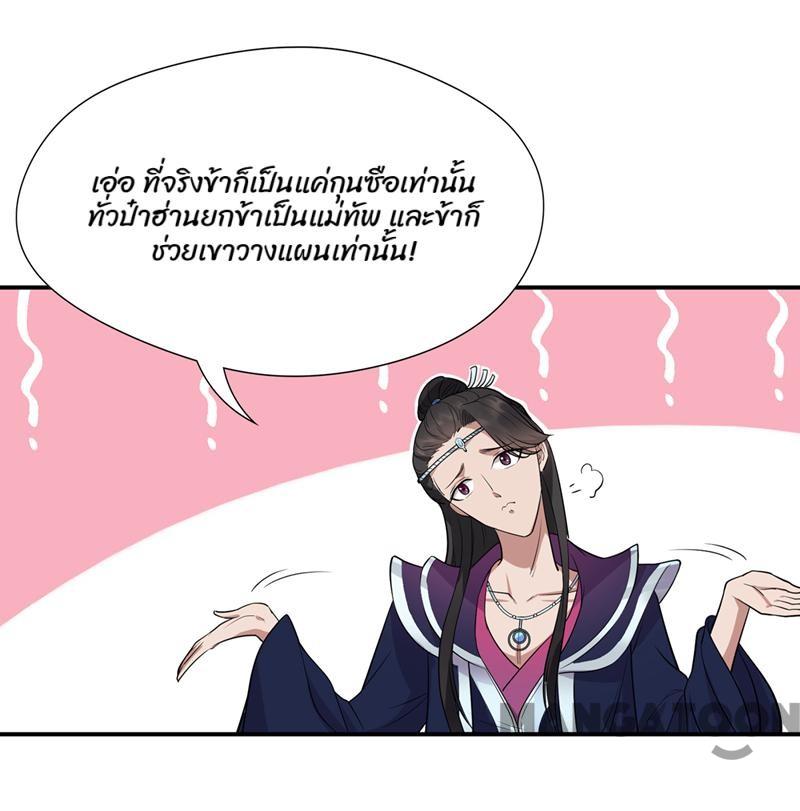 เอ่อ ที่จริงข้าก็เป็นแค่กุนซือเท่านั้น
ทั่วป๋าฮ่านยกข้าเป็นแม่ทัพ และข้าก็
ช่วยเขาวางแผนเท่านั้น!
MANGATOON